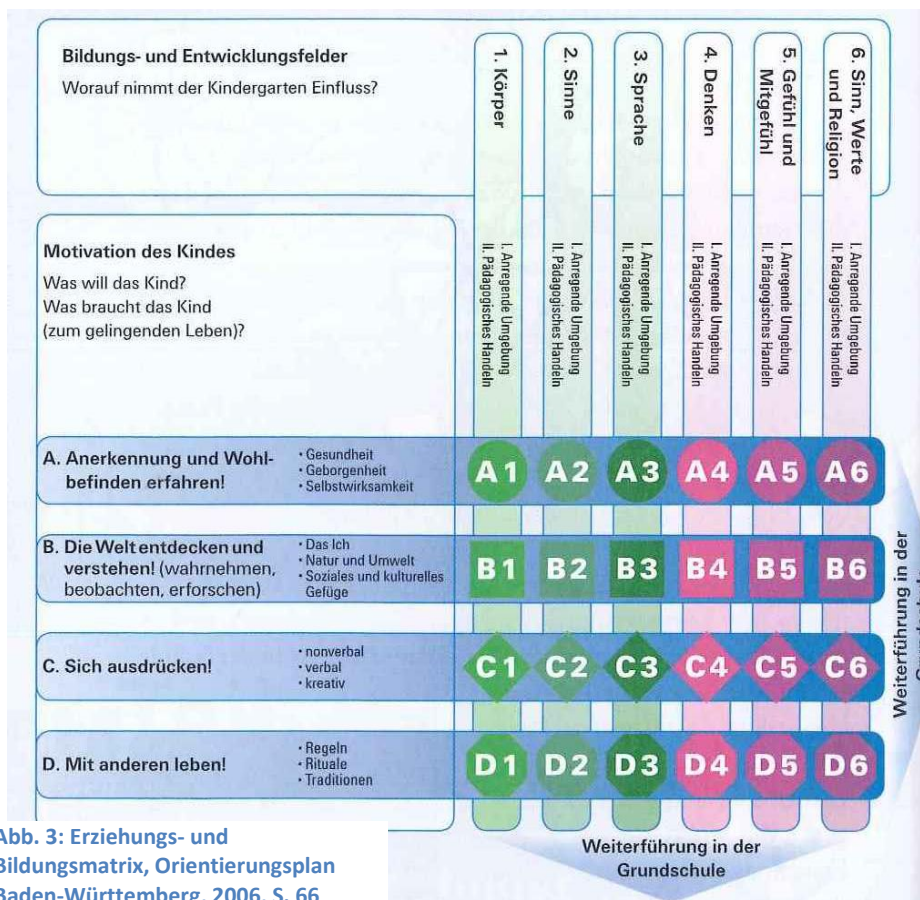 Bildungs- und Entwicklungsfelder
Worauf nimmt der Kindergarten Einfluss?
1. Körper
2. Sinne
3. Sprache
4. Denken
5. Gefühl und
Mitgefühl
6. Sinn, Werte
und Religion
Motivation des Kindes
Was will das Kind?
Was braucht das Kind
(zum gelingenden Leben)?
I. Anregende Umgebung
II. Pädagogisches Handeln
I. Anregende Umgebung
II. Pädagogisches Handeln
I. Anregende Umgebung
II. Pädagogisches Handeln
I. Anregende Umgebung
II. Pädagogisches Handeln
I. Anregende Umgebung
II. Pädagogisches Handeln
I. Anregende Umgebung
II. Pädagogisches Handeln
A. Anerkennung und Wohl-
befinden erfahren!
• Gesundheit
• Geborgenheit
• Selbstwirksamkeit
A1 A2 A3 A4 A5 A6
B. Die Welt entdecken und
verstehen! (wahrnehmen,
beobachten, erforschen)
• Das Ich
• Natur und Umwelt
• Soziales und kulturelles
Gefüge
B1 B2 B3 B4 B5 B6
C. Sich ausdrücken!
• nonverbal
• verbal
• kreativ
C1 C2 C3 C4 C5 C6
D. Mit anderen leben!
• Regeln
• Rituale
• Traditionen
D1 D2 D3 D4 D5 D6
Weiterführung in der
Weiterführung in der
Grundschule
Abb. 3: Erziehungs- und
Bildungsmatrix, Orientierungsplan
Baden-Württemberg, 2006, S. 66